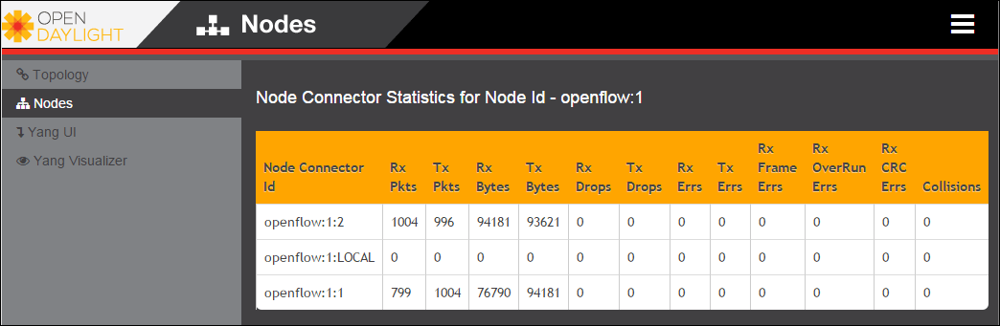 OPEN
DAYLIGHT
Nodes
Topology
Nodes
Yang UI
Yang Visualizer
Node Connector Statistics for Node Id - openflow:1
Node Connector Id Rx Pkts Tx Pkts Rx Bytes Tx Bytes Rx Drops Tx Drops Rx Errs Tx Errs Rx Frame Errs Rx OverRun Errs Rx CRC Errs Collisions
openflow:1:2 1004 996 94181 93621 0 0 0 0 0 0 0 0
openflow:1:LOCAL 0 0 0 0 0 0 0 0 0 0 0 0
openflow:1:1 799 1004 76790 94181 0 0 0 0 0 0 0 0